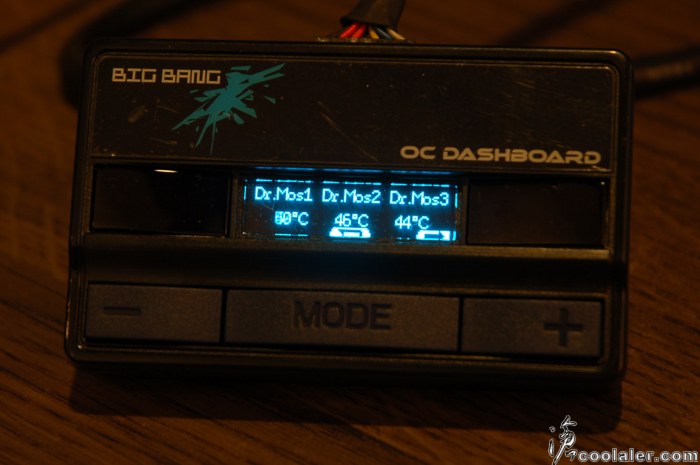 BIG BANG
OC DASHBOARD
Dr.Mos1 Dr.Mos2 Dr.Mos3
46°C 44°C
− MODE +
coolaler.com